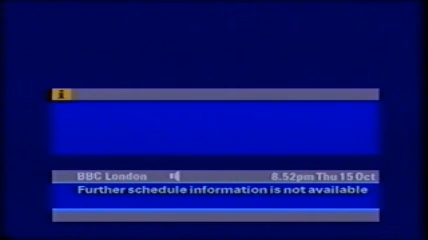 i
BBC London 8.52pm Thu 15 Oct
Further schedule information is not available